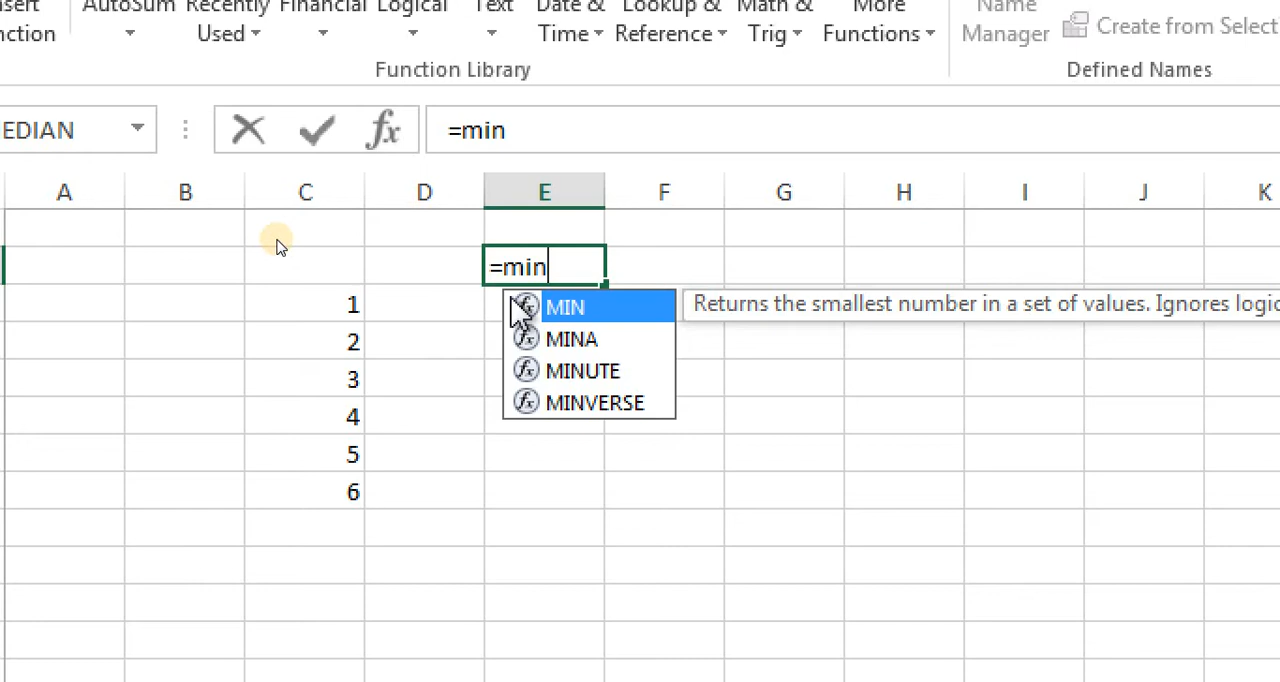 nsert AutoSum Recently Financial Logical Text Date & Lookup & Math & More Name
nction Used Time Reference Trig Functions Manager Create from Select
Function Library Defined Names
EDIAN fx =min
A B C D E F G H I J K
=min
1 MIN Returns the smallest number in a set of values. Ignores logic
2 MINA
3 MINUTE
4 MINVERSE
5
6